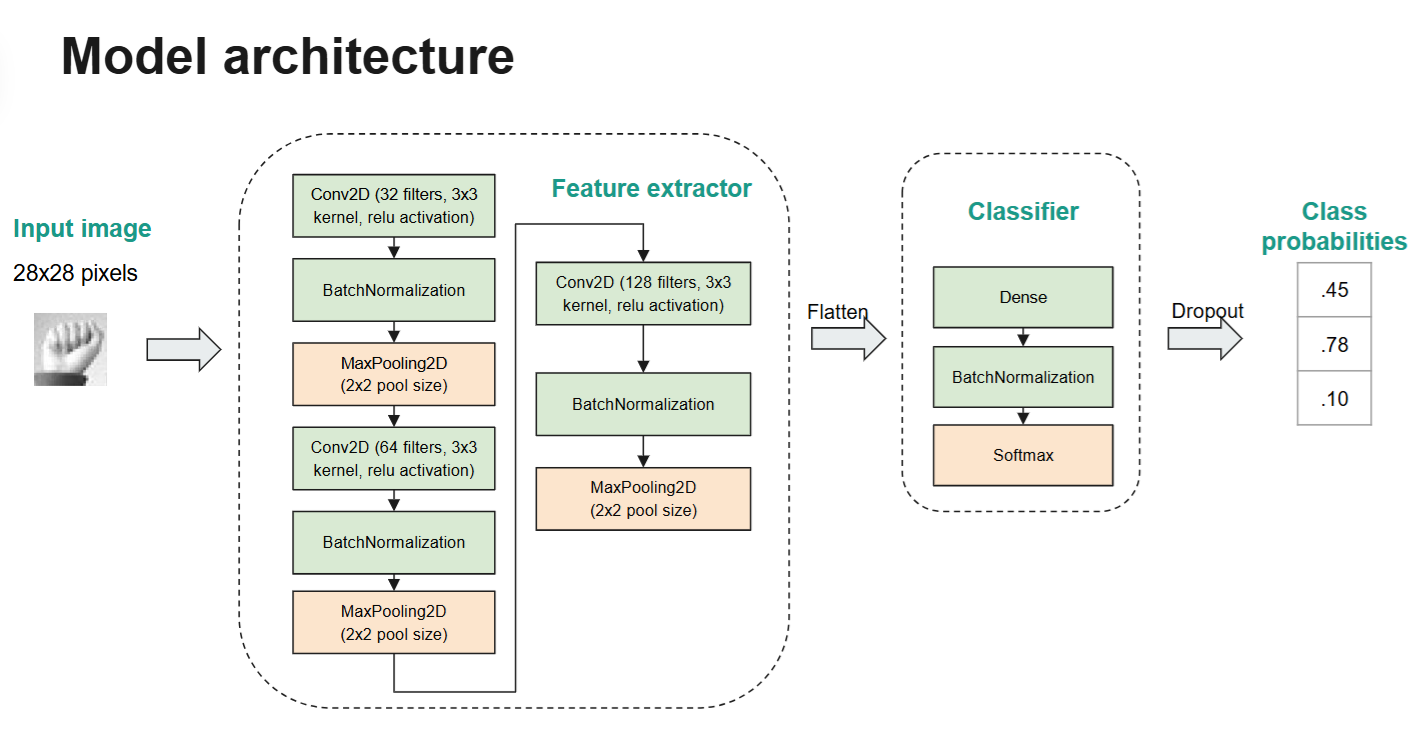 Model architecture
Input image
28x28 pixels
Feature extractor
Conv2D (32 filters, 3x3
kernel, relu activation)
BatchNormalization
MaxPooling2D
(2x2 pool size)
Conv2D (64 filters, 3x3
kernel, relu activation)
BatchNormalization
MaxPooling2D
(2x2 pool size)
Conv2D (128 filters, 3x3
kernel, relu activation)
BatchNormalization
MaxPooling2D
(2x2 pool size)
Flatten
Classifier
Dense
BatchNormalization
Softmax
Dropout
Class
probabilities
.45
.78
.10